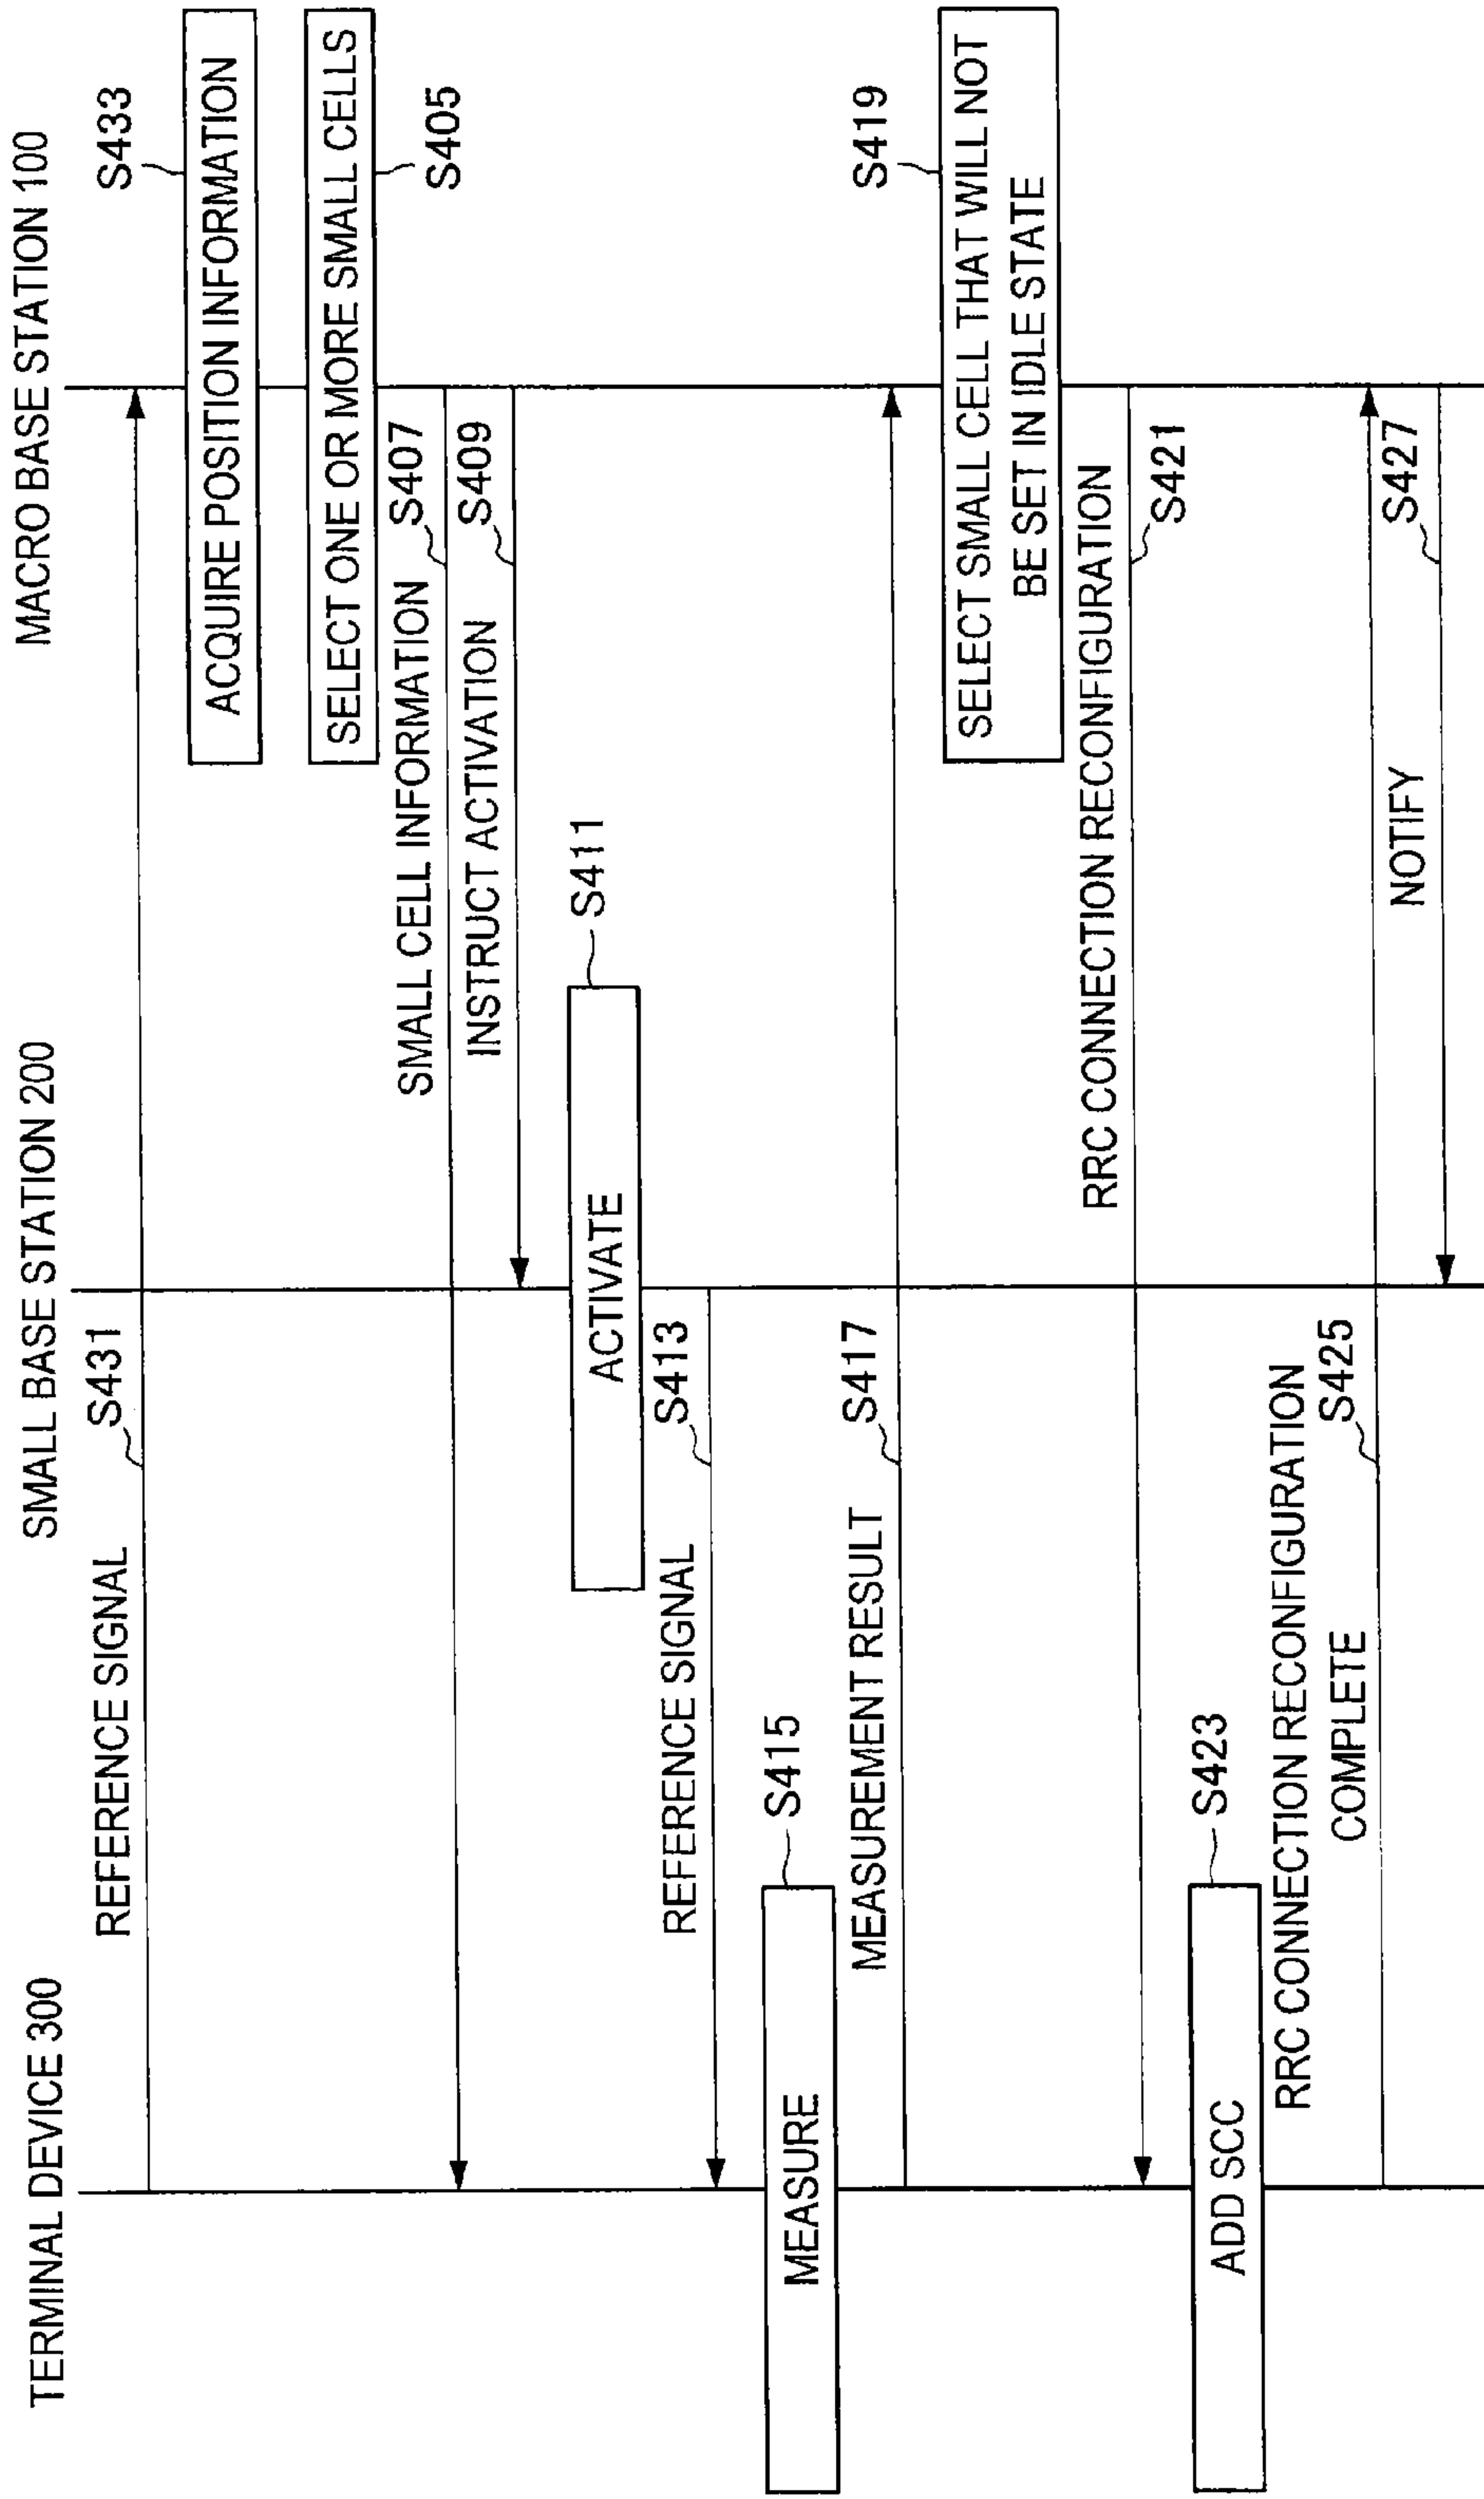 TERMINAL DEVICE 300
SMALL BASE STATION 200
MACRO BASE STATION 100
REFERENCE SIGNAL
S431
S433
ACQUIRE POSITION INFORMATION
SELECT ONE OR MORE SMALL CELLS
S405
SMALL CELL INFORMATION
S407
INSTRUCT ACTIVATION
S409
ACTIVATE
S411
REFERENCE SIGNAL
S413
MEASURE
S415
MEASUREMENT RESULT
S417
S419
SELECT SMALL CELL THAT WILL NOT
BE SET IN IDLE STATE
RRC CONNECTION RECONFIGURATION
S421
ADD SCC
S423
RRC CONNECTION RECONFIGURATION
COMPLETE
S425
NOTIFY
S427